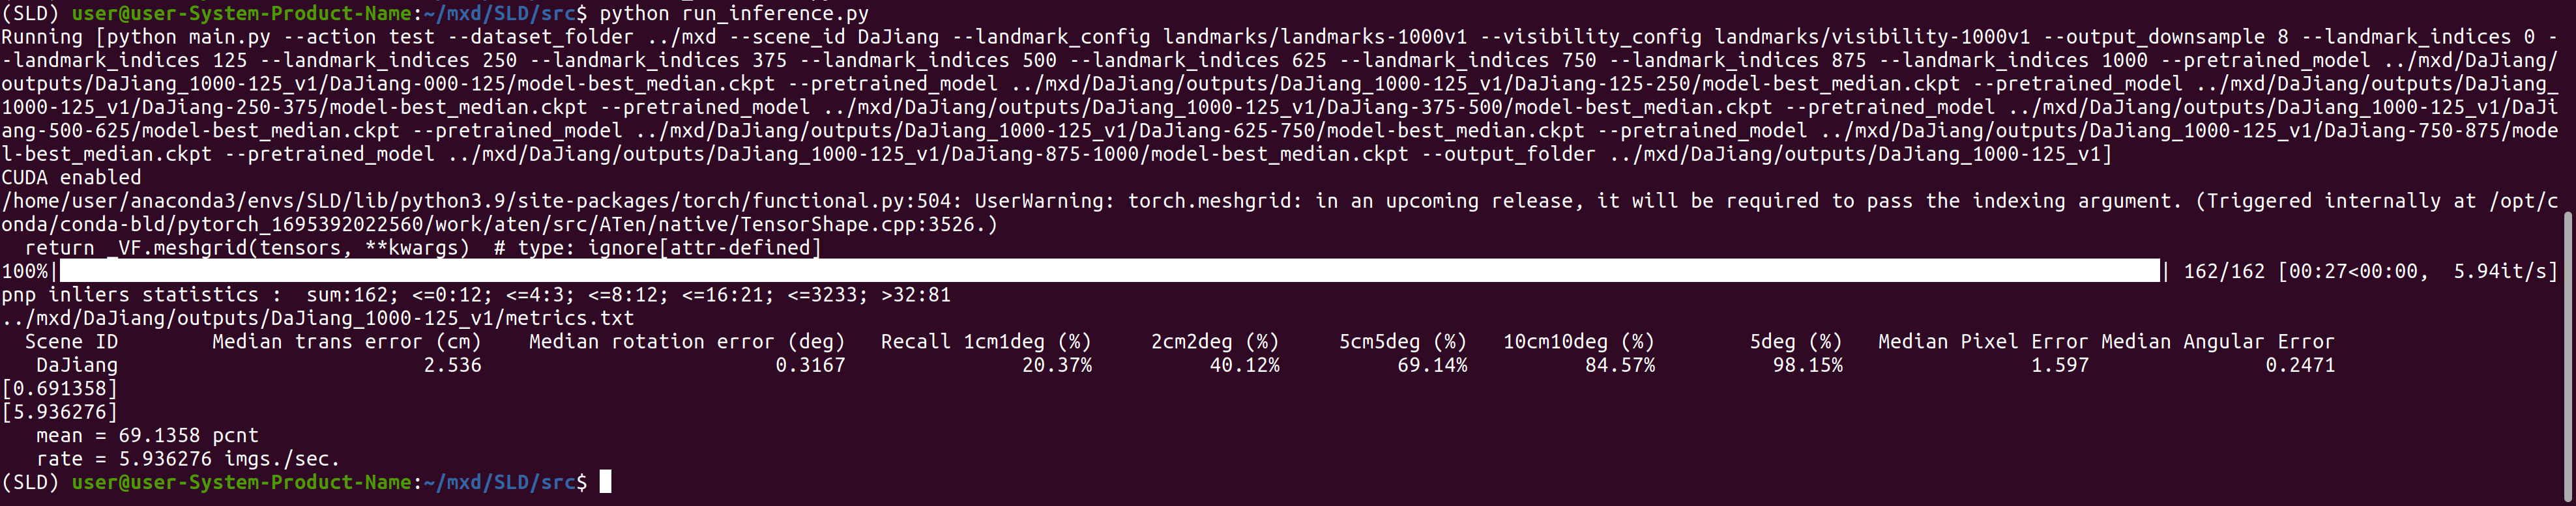 (SLD) user@user-System-Product-Name:~/mxd/SLD/src$ python run_inference.py
Running [python main.py --action test --dataset_folder ../mxd --scene_id DaJiang --landmark_config landmarks/landmarks-1000v1 --visibility_config landmarks/visibility-1000v1 --output_downsample 8 --landmark_indices 0 -
-landmark_indices 125 --landmark_indices 250 --landmark_indices 375 --landmark_indices 500 --landmark_indices 625 --landmark_indices 750 --landmark_indices 875 --landmark_indices 1000 --pretrained_model ../mxd/DaJiang/
outputs/DaJiang_1000-125_v1/DaJiang-000-125/model-best_median.ckpt --pretrained_model ../mxd/DaJiang/outputs/DaJiang_1000-125_v1/DaJiang-125-250/model-best_median.ckpt --pretrained_model ../mxd/DaJiang/outputs/DaJiang_
1000-125_v1/DaJiang-250-375/model-best_median.ckpt --pretrained_model ../mxd/DaJiang/outputs/DaJiang_1000-125_v1/DaJiang-375-500/model-best_median.ckpt --pretrained_model ../mxd/DaJiang/outputs/DaJiang_1000-125_v1/DaJi
ang-500-625/model-best_median.ckpt --pretrained_model ../mxd/DaJiang/outputs/DaJiang_1000-125_v1/DaJiang-625-750/model-best_median.ckpt --pretrained_model ../mxd/DaJiang/outputs/DaJiang_1000-125_v1/DaJiang-750-875/mode
l-best_median.ckpt --pretrained_model ../mxd/DaJiang/outputs/DaJiang_1000-125_v1/DaJiang-875-1000/model-best_median.ckpt --output_folder ../mxd/DaJiang/outputs/DaJiang_1000-125_v1]
CUDA enabled
/home/user/anaconda3/envs/SLD/lib/python3.9/site-packages/torch/functional.py:504: UserWarning: torch.meshgrid: in an upcoming release, it will be required to pass the indexing argument. (Triggered internally at /opt/c
onda/conda-bld/pytorch_1695392022560/work/aten/src/ATen/native/TensorShape.cpp:3526.)
  return _VF.meshgrid(tensors, **kwargs)  # type: ignore[attr-defined]
100%| | 162/162 [00:27<00:00,  5.94it/s]
pnp inliers statistics :  sum:162; <=0:12; <=4:3; <=8:12; <=16:21; <=3233; >32:81
../mxd/DaJiang/outputs/DaJiang_1000-125_v1/metrics.txt
Scene ID Median trans error (cm) Median rotation error (deg) Recall 1cm1deg (%) 2cm2deg (%) 5cm5deg (%) 10cm10deg (%) 5deg (%) Median Pixel Error Median Angular Error
DaJiang 2.536 0.3167 20.37% 40.12% 69.14% 84.57% 98.15% 1.597 0.2471
[0.691358]
[5.936276]
mean = 69.1358 pcnt
rate = 5.936276 imgs./sec.
(SLD) user@user-System-Product-Name:~/mxd/SLD/src$